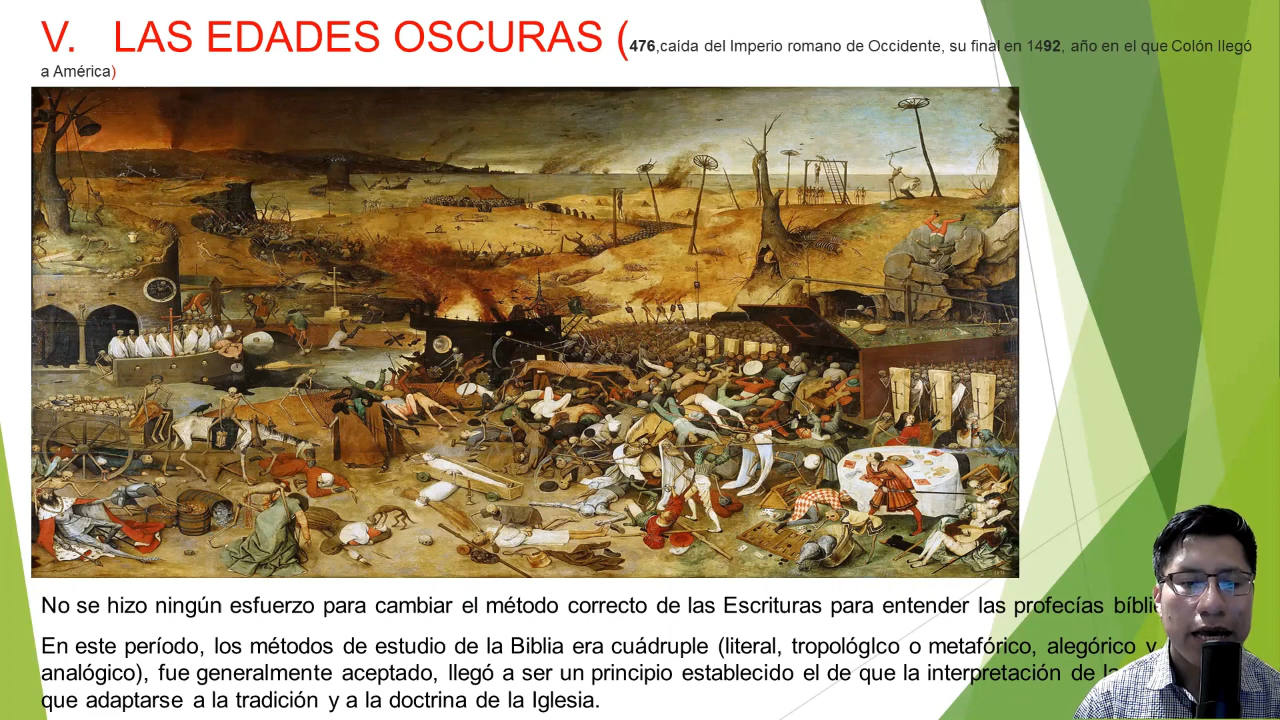 V. LAS EDADES OSCURAS (476,caída del Imperio romano de Occidente, su final en 1492, año en el que Colón llegó
a América)
No se hizo ningún esfuerzo para cambiar el método correcto de las Escrituras para entender las profecías
En este período, los métodos de estudio de la Biblia era cuádruple (literal, tropológIco o metafórico, alegórico y
analógico), fue generalmente aceptado, llegó a ser un principio establecido el de que la interpretación de
que adaptarse a la tradición y a la doctrina de la Iglesia.